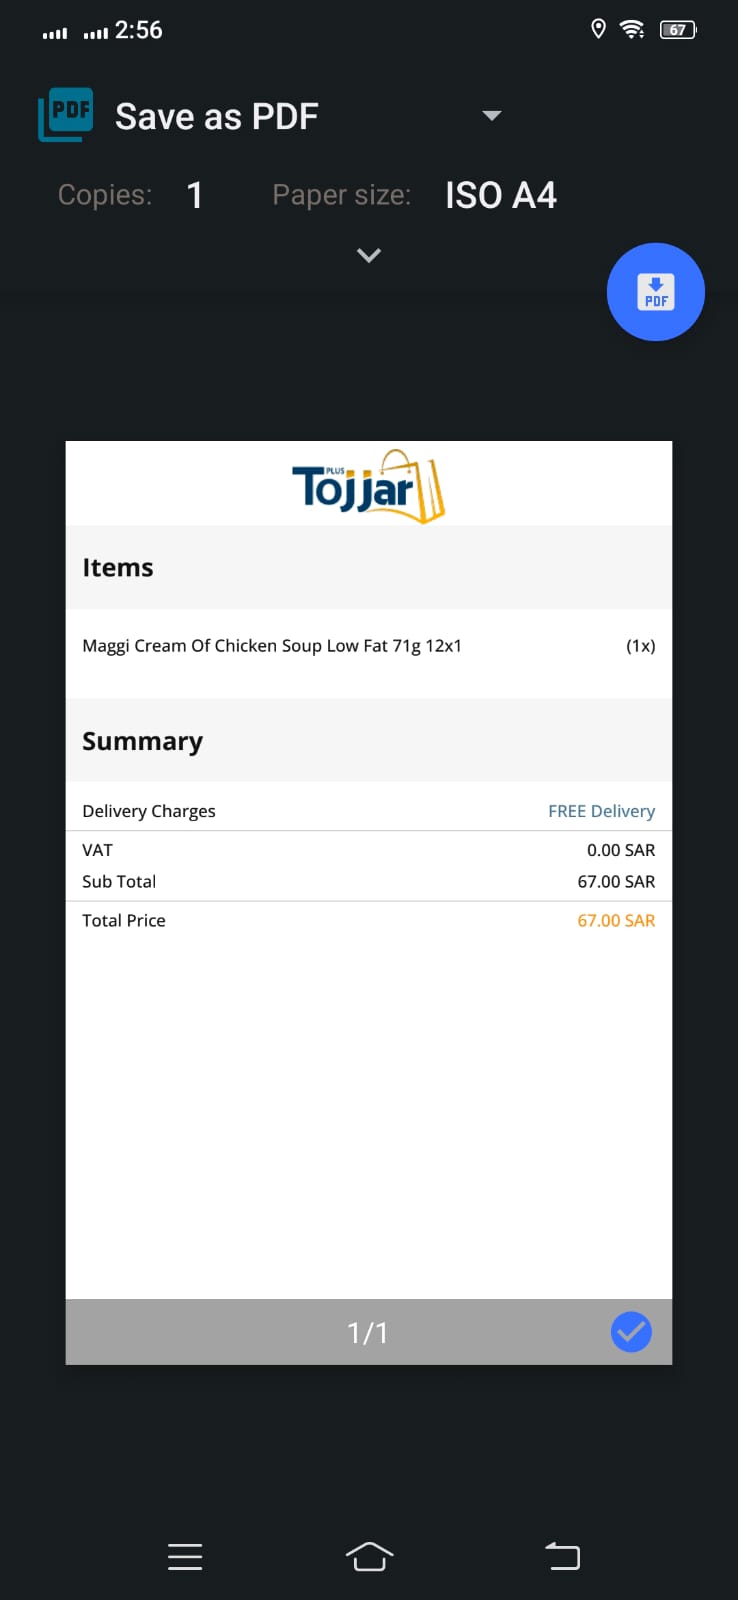 2:56
67
PDF
Save as PDF
Copies: 1 Paper size: ISO A4
PDF
PLUS
Tojjar
Items
Maggi Cream Of Chicken Soup Low Fat 71g 12x1 (1x)
Summary
Delivery Charges FREE Delivery
VAT 0.00 SAR
Sub Total 67.00 SAR
Total Price 67.00 SAR
1/1